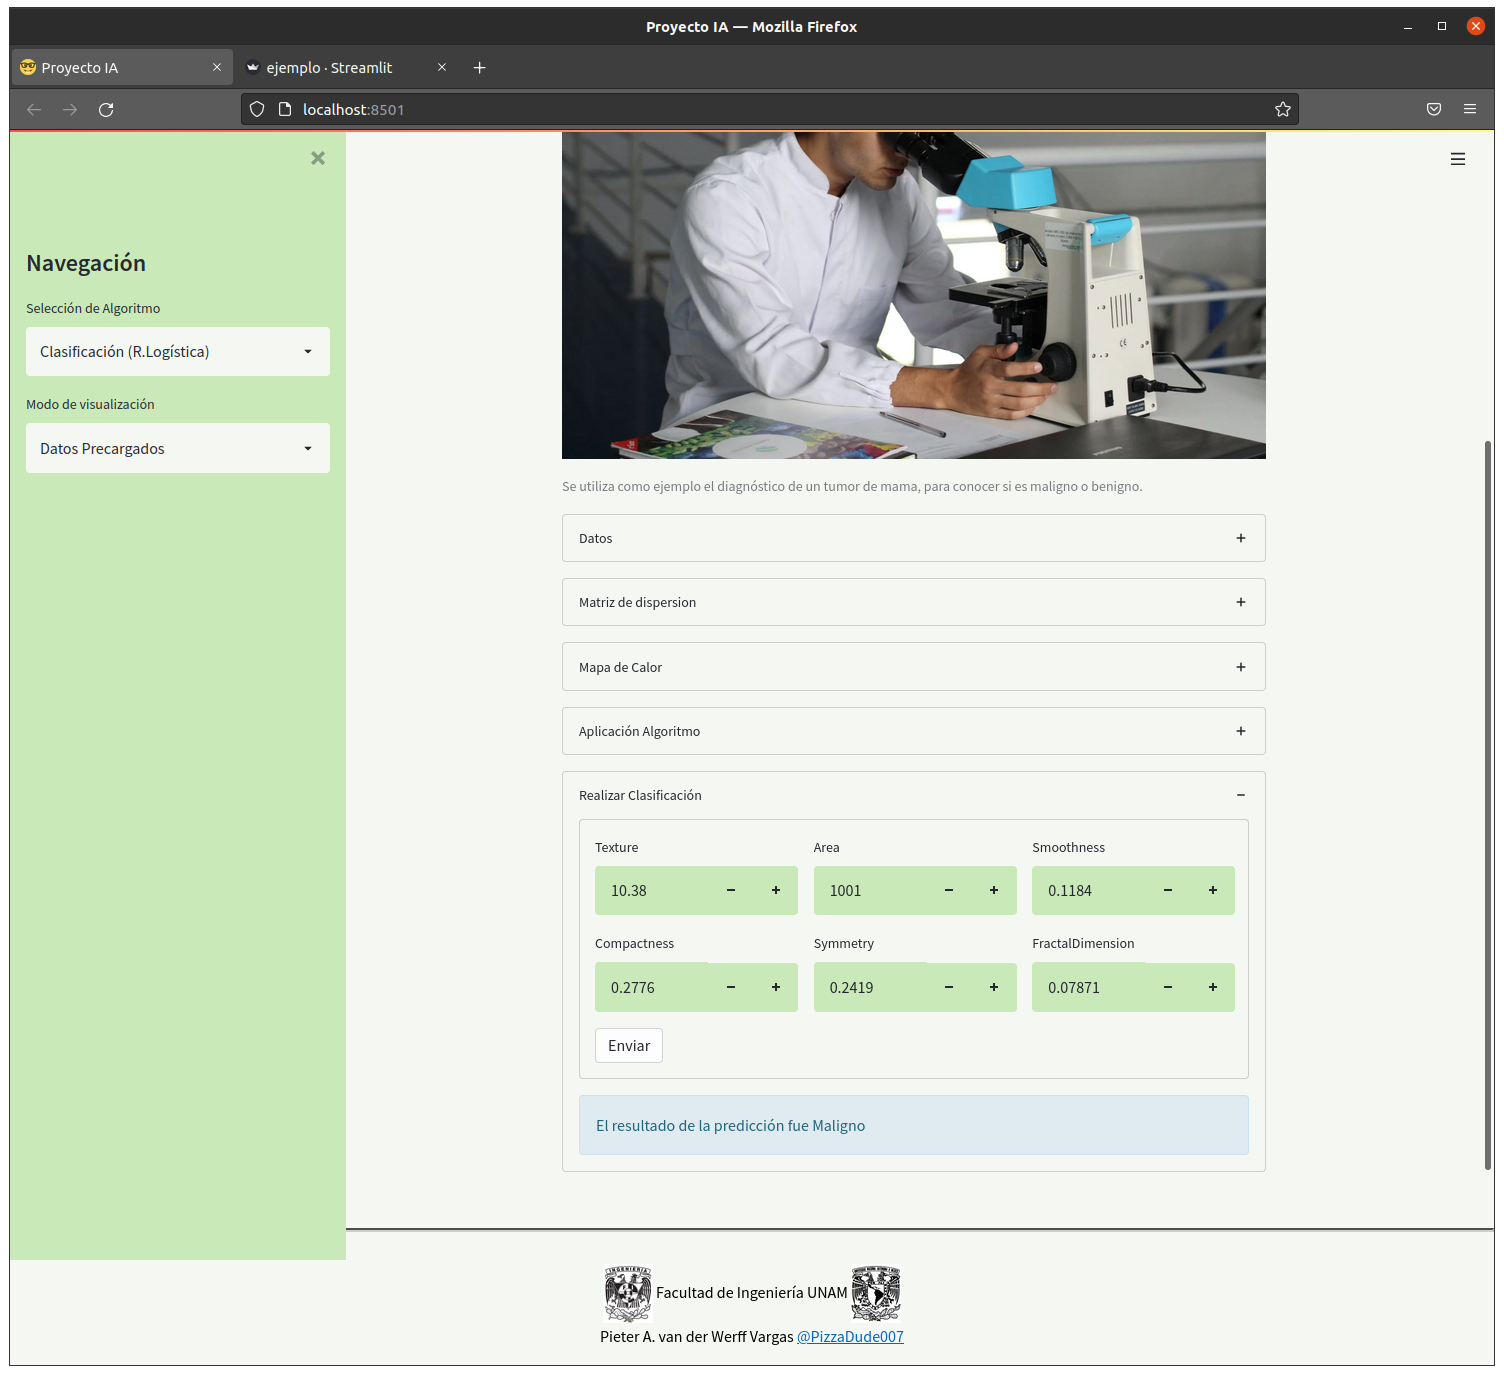 Proyecto IA — Mozilla Firefox
Proyecto IA
ejemplo · Streamlit
localhost:8501
Navegación
Selección de Algoritmo
Clasificación (R.Logística)
Modo de visualización
Datos Precargados
Se utiliza como ejemplo el diagnóstico de un tumor de mama, para conocer si es maligno o benigno.
Datos
Matriz de dispersion
Mapa de Calor
Aplicación Algoritmo
Realizar Clasificación
Texture Area Smoothness
10.38 1001 0.1184
Compactness Symmetry FractalDimension
0.2776 0.2419 0.07871
Enviar
El resultado de la predicción fue Maligno
INGENIERIA
Facultad de Ingeniería UNAM
Pieter A. van der Werff Vargas @PizzaDude007